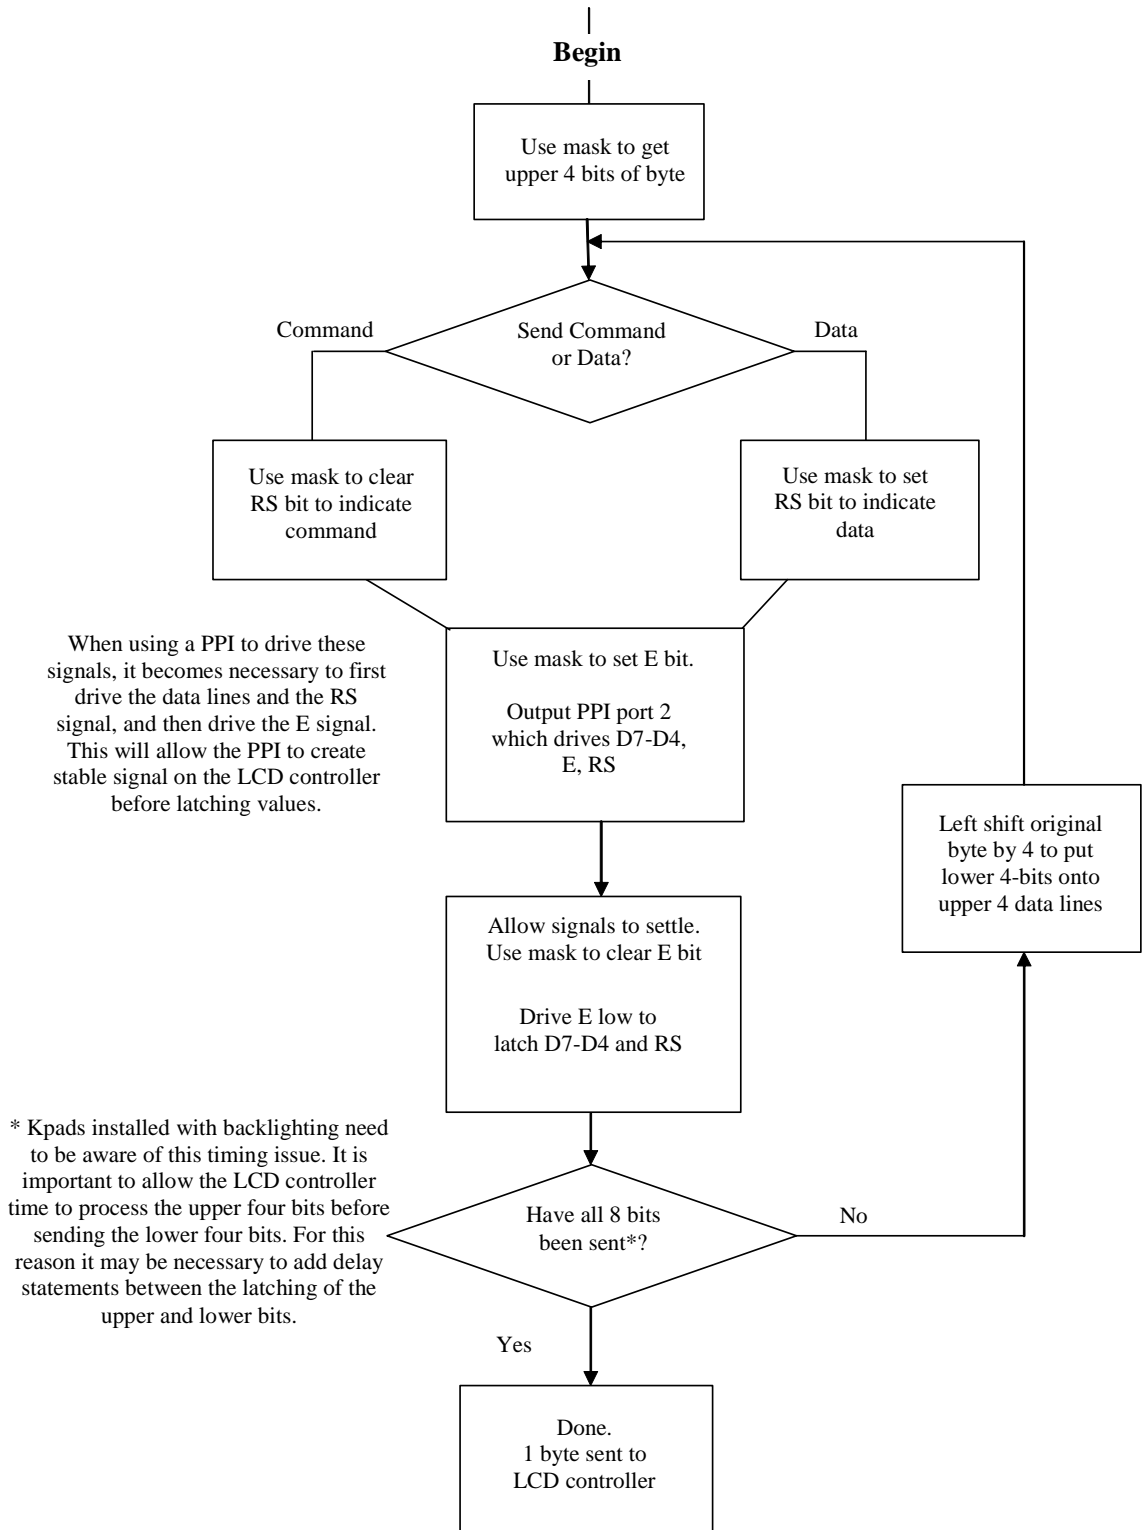 Begin
Use mask to get
upper 4 bits of byte
Send Command
or Data?
Command
Data
Use mask to clear
RS bit to indicate
command
Use mask to set
RS bit to indicate
data
When using a PPI to drive these
signals, it becomes necessary to first
drive the data lines and the RS
signal, and then drive the E signal.
This will allow the PPI to create
stable signal on the LCD controller
before latching values.
Use mask to set E bit.
Output PPI port 2
which drives D7-D4,
E, RS
Left shift original
byte by 4 to put
lower 4-bits onto
upper 4 data lines
Allow signals to settle.
Use mask to clear E bit
Drive E low to
latch D7-D4 and RS
* Kpads installed with backlighting need
to be aware of this timing issue. It is
important to allow the LCD controller
time to process the upper four bits before
sending the lower four bits. For this
reason it may be necessary to add delay
statements between the latching of the
upper and lower bits.
Have all 8 bits
been sent*?
No
Yes
Done.
1 byte sent to
LCD controller